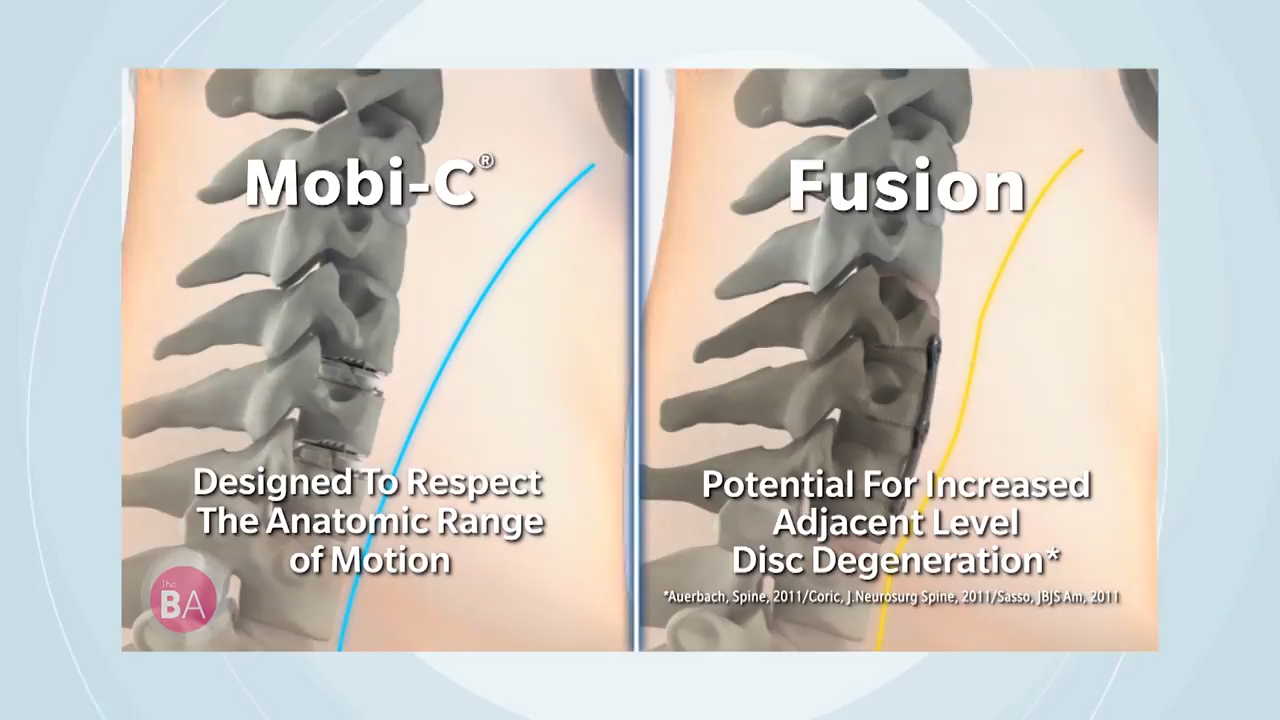 Mobi-C®
Designed To Respect
The Anatomic Range
of Motion
The
BA
Fusion
Potential For Increased
Adjacent Level
Disc Degeneration*
*Auerbach, Spine, 2011/Coric, J.Neurosurg Spine, 2011/Sasso, JBJS Am, 2011